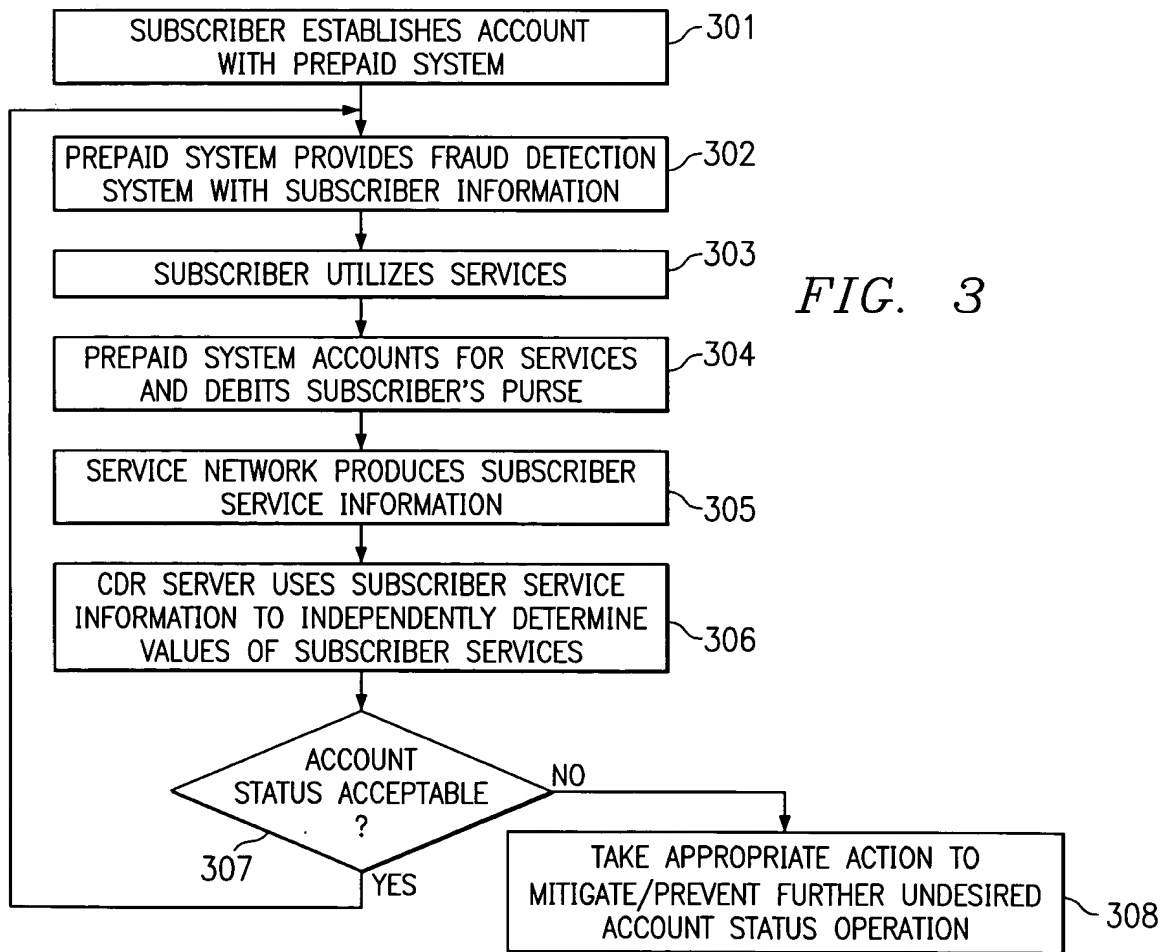 SUBSCRIBER ESTABLISHES ACCOUNT
WITH PREPAID SYSTEM
301
PREPAID SYSTEM PROVIDES FRAUD DETECTION
SYSTEM WITH SUBSCRIBER INFORMATION
302
SUBSCRIBER UTILIZES SERVICES
303
FIG. 3
PREPAID SYSTEM ACCOUNTS FOR SERVICES
AND DEBITS SUBSCRIBER'S PURSE
304
SERVICE NETWORK PRODUCES SUBSCRIBER
SERVICE INFORMATION
305
CDR SERVER USES SUBSCRIBER SERVICE
INFORMATION TO INDEPENDENTLY DETERMINE
VALUES OF SUBSCRIBER SERVICES
306
ACCOUNT
STATUS ACCEPTABLE
?
307
NO
YES
TAKE APPROPRIATE ACTION TO
MITIGATE/PREVENT FURTHER UNDESIRED
ACCOUNT STATUS OPERATION
308